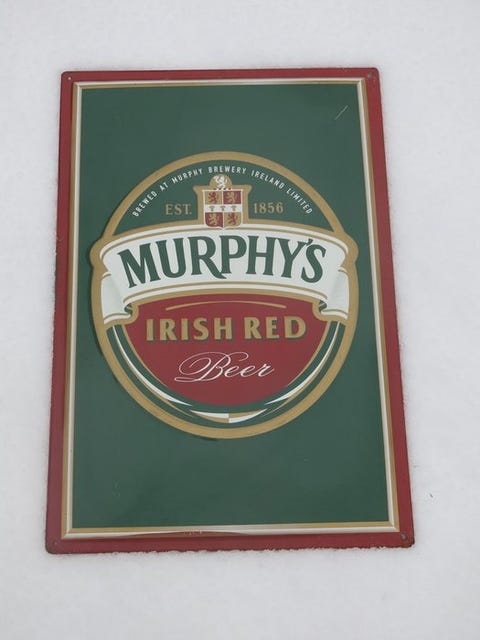 BREWED AT MURPHY BREWERY IRELAND LIMITED
EST. 1856
MURPHY'S
IRISH RED
Beer